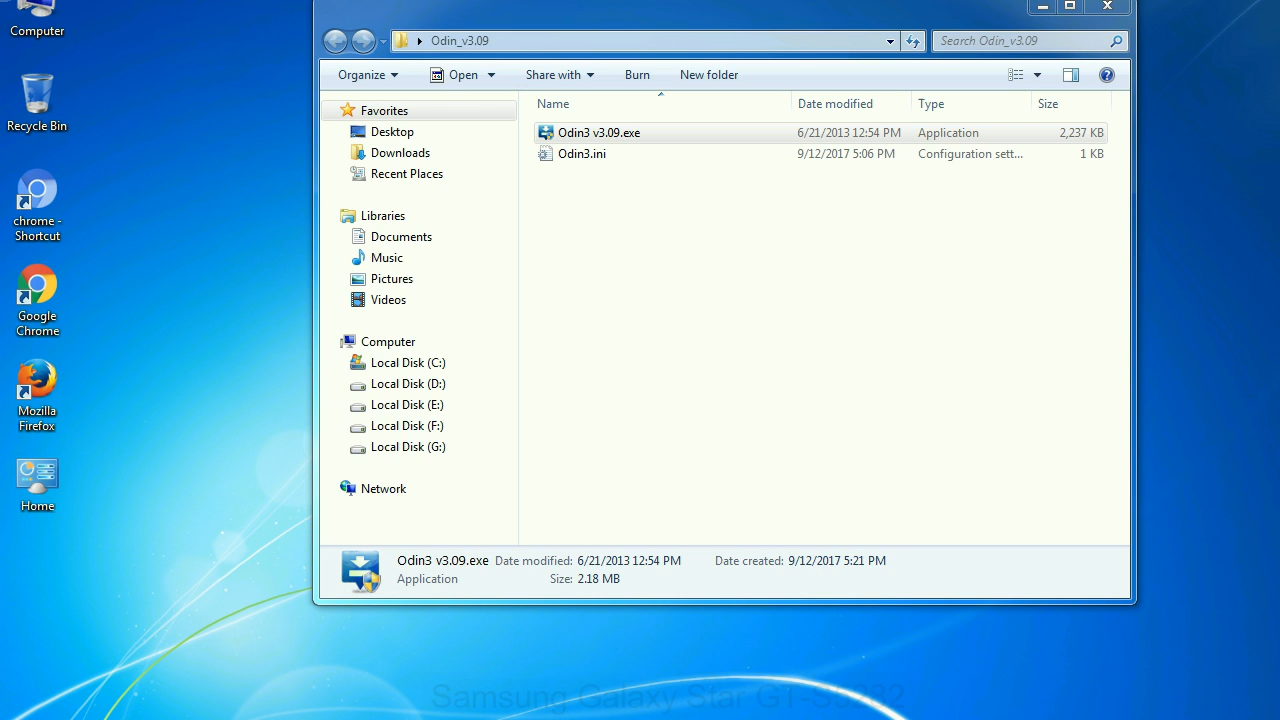 Computer
Recycle Bin
chrome -
Shortcut
Google
Chrome
Mozilla
Firefox
Home
Odin_v3.09
Search Odin_v3.09
Organize Open Share with Burn New folder
Favorites
Desktop
Downloads
Recent Places
Libraries
Documents
Music
Pictures
Videos
Computer
Local Disk (C:)
Local Disk (D:)
Local Disk (E:)
Local Disk (F:)
Local Disk (G:)
Network
Name Date modified Type Size
Odin3 v3.09.exe 6/21/2013 12:54 PM Application 2,237 KB
Odin3.ini 9/12/2017 5:06 PM Configuration sett... 1 KB
Odin3 v3.09.exe Date modified: 6/21/2013 12:54 PM Date created: 9/12/2017 5:21 PM
Application Size: 2.18 MB
Samsung Galaxy Star GT-S5282